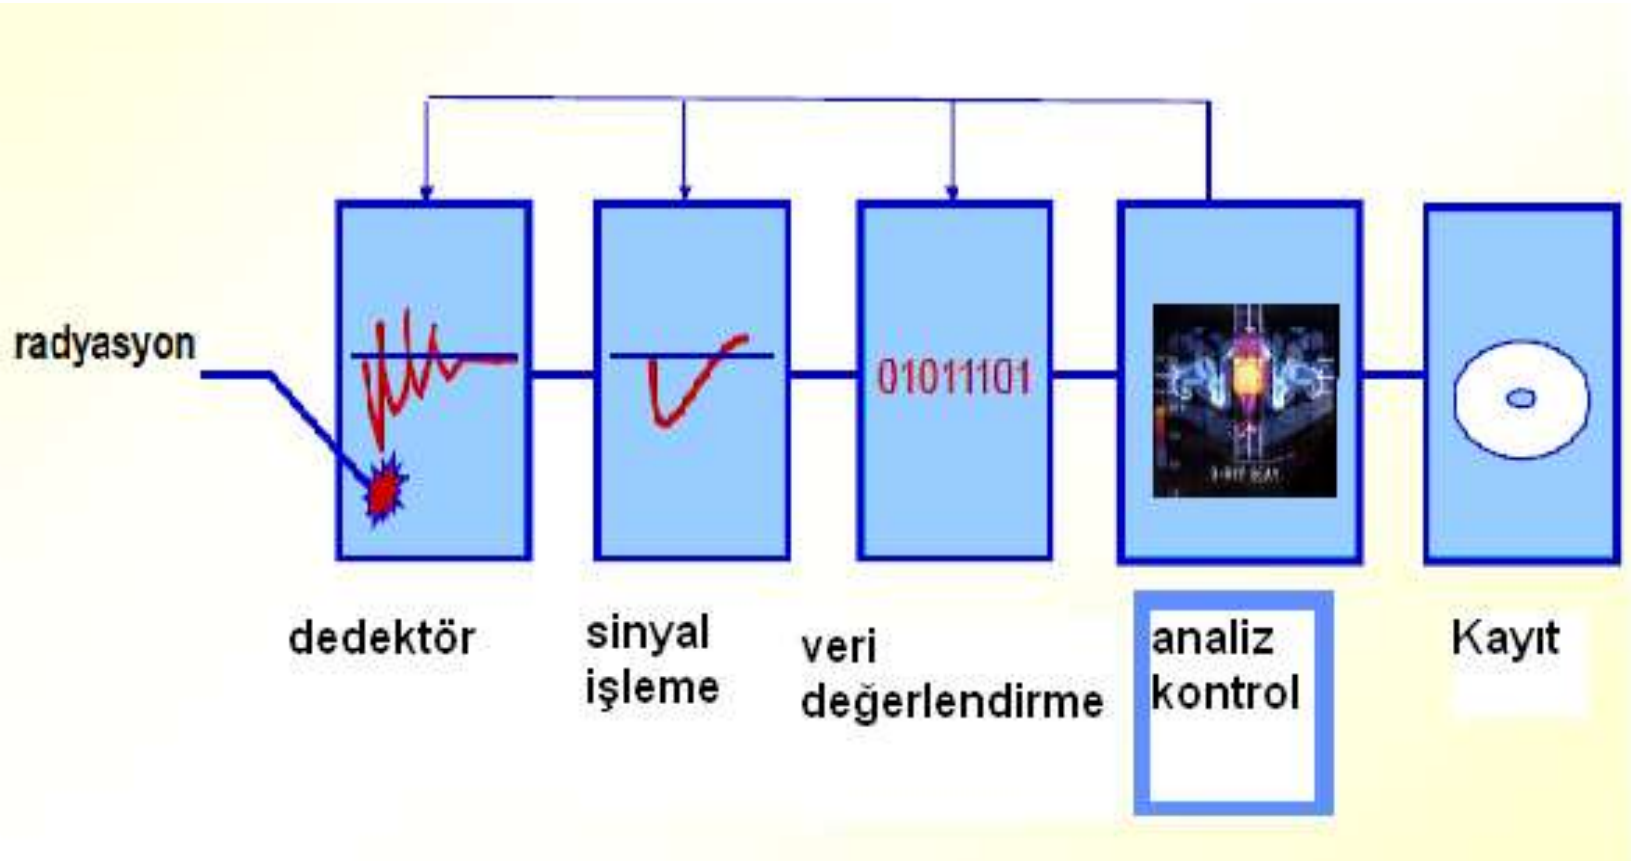 radyasyon
01011101
dedektör
sinyal
işleme
veri
değerlendirme
analiz
kontrol
Kayıt